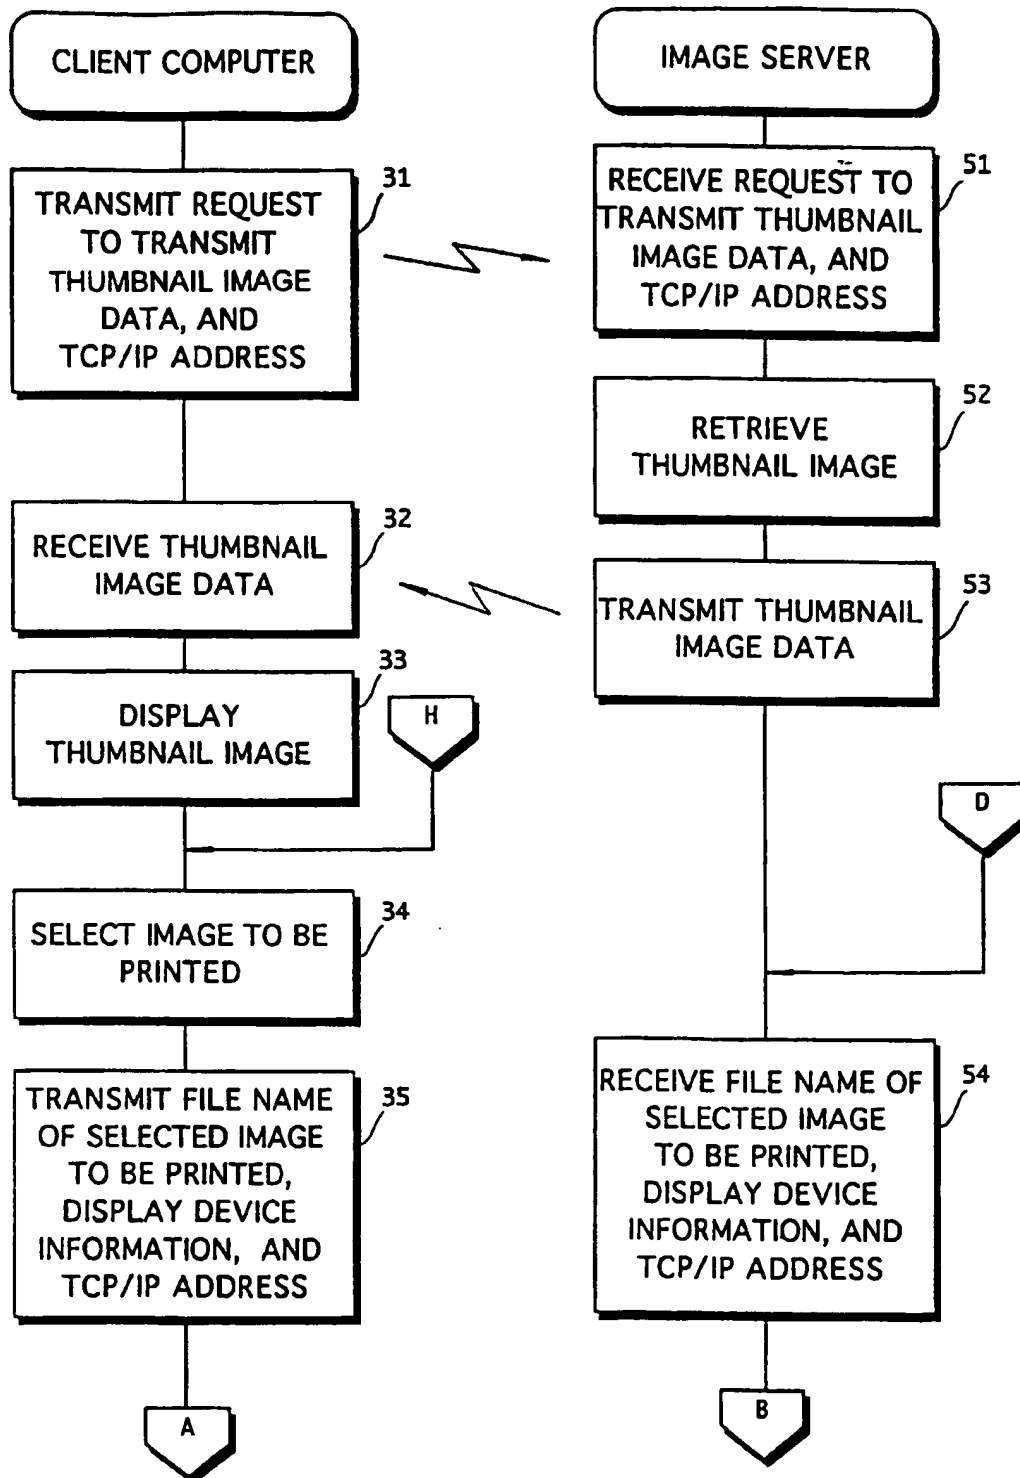 CLIENT COMPUTER
31
TRANSMIT REQUEST
TO TRANSMIT
THUMBNAIL IMAGE
DATA, AND
TCP/IP ADDRESS
32
RECEIVE THUMBNAIL
IMAGE DATA
33
DISPLAY
THUMBNAIL IMAGE
H
34
SELECT IMAGE TO BE
PRINTED
35
TRANSMIT FILE NAME
OF SELECTED IMAGE
TO BE PRINTED,
DISPLAY DEVICE
INFORMATION, AND
TCP/IP ADDRESS
A
IMAGE SERVER
51
RECEIVE REQUEST TO
TRANSMIT THUMBNAIL
IMAGE DATA, AND
TCP/IP ADDRESS
52
RETRIEVE
THUMBNAIL IMAGE
53
TRANSMIT THUMBNAIL
IMAGE DATA
D
54
RECEIVE FILE NAME OF
SELECTED IMAGE
TO BE PRINTED,
DISPLAY DEVICE
INFORMATION, AND
TCP/IP ADDRESS
B